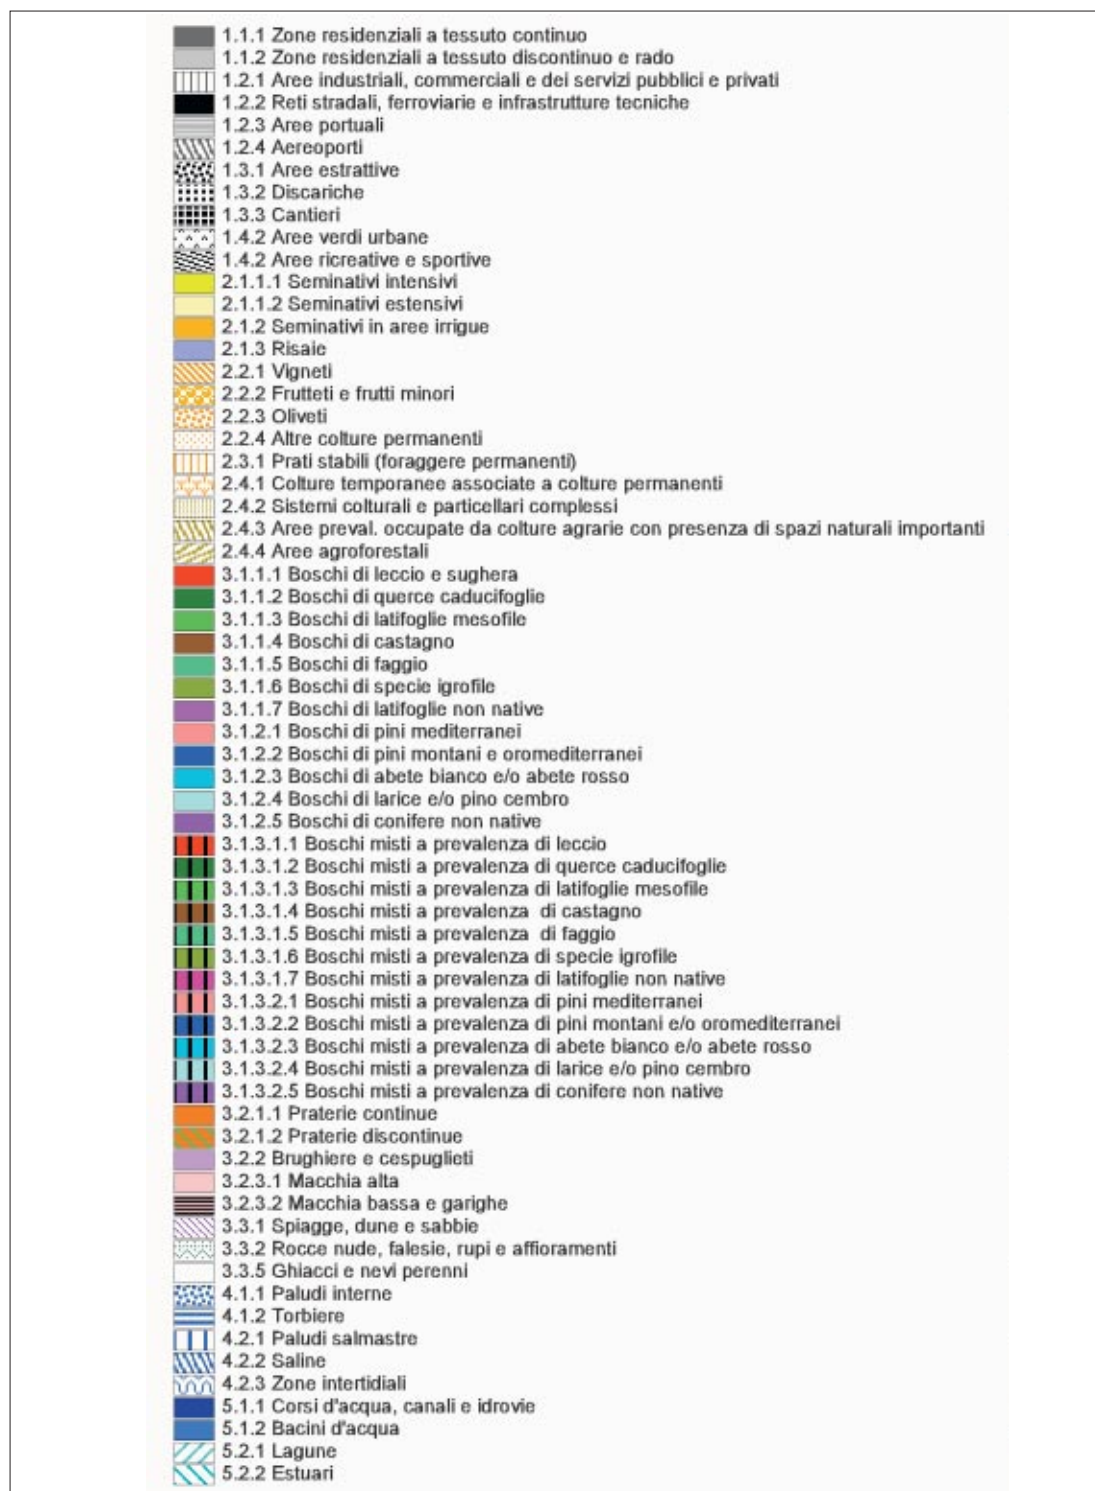 1.1.1 Zone residenziali a tessuto continuo
1.1.2 Zone residenziali a tessuto discontinuo e rado
1.2.1 Aree industriali, commerciali e dei servizi pubblici e privati
1.2.2 Reti stradali, ferroviarie e infrastrutture tecniche
1.2.3 Aree portuali
1.2.4 Aereoporti
1.3.1 Aree estrattive
1.3.2 Discariche
1.3.3 Cantieri
1.4.2 Aree verdi urbane
1.4.2 Aree ricreative e sportive
2.1.1.1 Seminativi intensivi
2.1.1.2 Seminativi estensivi
2.1.2 Seminativi in aree irrigue
2.1.3 Risaie
2.2.1 Vigneti
2.2.2 Frutteti e frutti minori
2.2.3 Oliveti
2.2.4 Altre colture permanenti
2.3.1 Prati stabili (foraggere permanenti)
2.4.1 Colture temporanee associate a colture permanenti
2.4.2 Sistemi colturali e particellari complessi
2.4.3 Aree preval. occupate da colture agrarie con presenza di spazi naturali importanti
2.4.4 Aree agroforestali
3.1.1.1 Boschi di leccio e sughera
3.1.1.2 Boschi di querce caducifoglie
3.1.1.3 Boschi di latifoglie mesofile
3.1.1.4 Boschi di castagno
3.1.1.5 Boschi di faggio
3.1.1.6 Boschi di specie igrofile
3.1.1.7 Boschi di latifoglie non native
3.1.2.1 Boschi di pini mediterranei
3.1.2.2 Boschi di pini montani e oromediterranei
3.1.2.3 Boschi di abete bianco e/o abete rosso
3.1.2.4 Boschi di larice e/o pino cembro
3.1.2.5 Boschi di conifere non native
3.1.3.1.1 Boschi misti a prevalenza di leccio
3.1.3.1.2 Boschi misti a prevalenza di querce caducifoglie
3.1.3.1.3 Boschi misti a prevalenza di latifoglie mesofile
3.1.3.1.4 Boschi misti a prevalenza di castagno
3.1.3.1.5 Boschi misti a prevalenza di faggio
3.1.3.1.6 Boschi misti a prevalenza di specie igrofile
3.1.3.1.7 Boschi misti a prevalenza di latifoglie non native
3.1.3.2.1 Boschi misti a prevalenza di pini mediterranei
3.1.3.2.2 Boschi misti a prevalenza di pini montani e/o oromediterranei
3.1.3.2.3 Boschi misti a prevalenza di abete bianco e/o abete rosso
3.1.3.2.4 Boschi misti a prevalenza di larice e/o pino cembro
3.1.3.2.5 Boschi misti a prevalenza di conifere non native
3.2.1.1 Praterie continue
3.2.1.2 Praterie discontinue
3.2.2 Brughiere e cespuglieti
3.2.3.1 Macchia alta
3.2.3.2 Macchia bassa e garighe
3.3.1 Spiagge, dune e sabbie
3.3.2 Rocce nude, falesie, rupi e affioramenti
3.3.5 Ghiacci e nevi perenni
4.1.1 Paludi interne
4.1.2 Torbiere
4.2.1 Paludi salmastre
4.2.2 Saline
4.2.3 Zone intertidiali
5.1.1 Corsi d'acqua, canali e idrovie
5.1.2 Bacini d'acqua
5.2.1 Lagune
5.2.2 Estuari